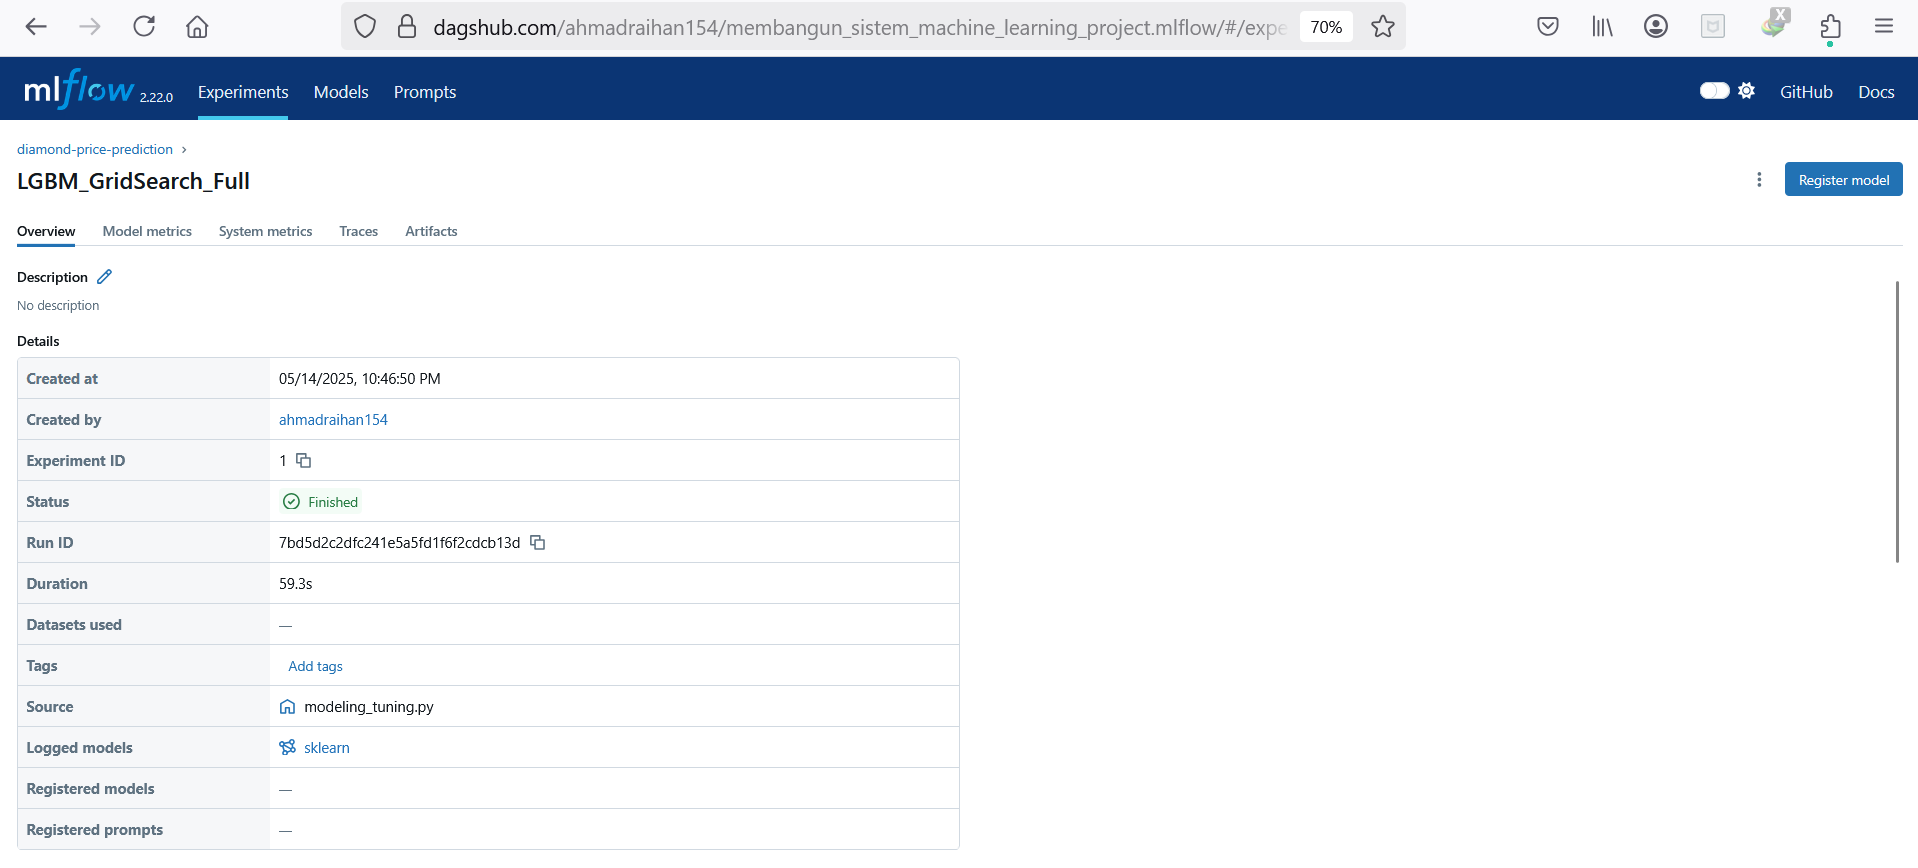 dagshub.com/ahmadraihan154/membangun_sistem_machine_learning_project.mlflow/#/expe 70% X
mlflow 2.22.0 Experiments Models Prompts GitHub Docs
diamond-price-prediction ›
LGBM_GridSearch_Full Register model
Overview Model metrics System metrics Traces Artifacts
Description
No description
Details
Created at 05/14/2025, 10:46:50 PM
Created by ahmadraihan154
Experiment ID 1
Status Finished
Run ID 7bd5d2c2dfc241e5a5fd1f6f2cdcb13d
Duration 59.3s
Datasets used —
Tags Add tags
Source modeling_tuning.py
Logged models sklearn
Registered models —
Registered prompts —